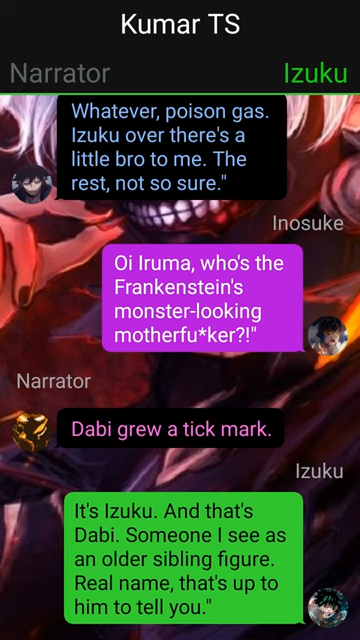 Kumar TS
Narrator
Izuku
Whatever, poison gas.
Izuku over there's a
little bro to me. The
rest, not so sure."
Inosuke
Oi Iruma, who's the
Frankenstein's
monster-looking
motherfu*ker?!"
Narrator
Dabi grew a tick mark.
Izuku
It's Izuku. And that's
Dabi. Someone I see as
an older sibling figure.
Real name, that's up to
him to tell you."